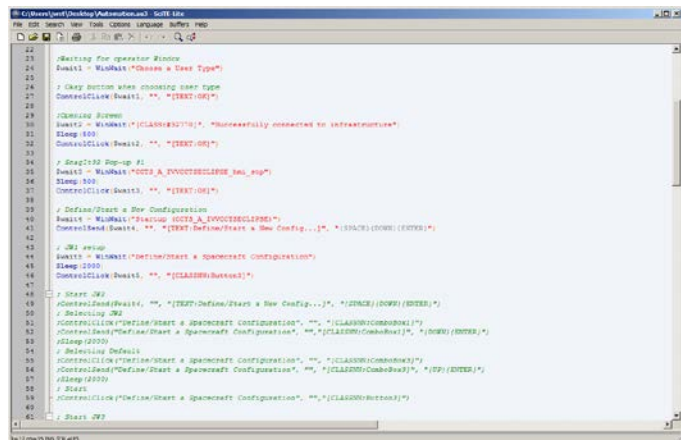 C:\Users\jwst\Desktop\Automation.au3 - SciTE-Lite
File Edit Search View Tools Options Language Buffers Help
22
23 ;Waiting for operator Window
24 $wait1 = WinWait("Choose a User Type")
25
26 ; Okay button when choosing user type
27 ControlClick($wait1, "", "[TEXT:OK]")
28
29 ;Opening Screen
30 $wait2 = WinWait("[CLASS:#32770]", "Successfully connected to infrastructure")
31 Sleep(500)
32 ControlClick($wait2, "", "[TEXT:OK]")
33
34 ; SnagIt32 Pop-up #1
35 $wait3 = WinWait("OCTS_A_IVVOCTSECLIPSE_hmi_sop")
36 Sleep(500)
37 ControlClick($wait3, "", "[TEXT:OK]")
38
39 ; Define/Start a New Configuration
40 $wait4 = WinWait("Startup (OCTS_A_IVVOCTSECLIPSE)")
41 ControlSend($wait4, "", "[TEXT:Define/Start a New Config...]", "{SPACE}{DOWN}{ENTER}")
42
43 ; JW1 setup
44 $wait5 = WinWait("Define/Start a Spacecraft Configuration")
45 Sleep(2000)
46 ControlClick($wait5, "", "[CLASSNN:Button3]")
47
48 ; Start JW2
49 ;ControlSend($wait4, "", "[TEXT:Define/Start a New Config...]", "{SPACE}{DOWN}{ENTER}")
50 ; Selecting JW2
51 ;ControlClick("Define/Start a Spacecraft Configuration", "", "[CLASSNN:ComboBox1]")
52 ;ControlSend("Define/Start a Spacecraft Configuration", "","[CLASSNN:ComboBox1]", "{DOWN}{ENTER}")
53 ;Sleep(2000)
54 ; Selecting Default
55 ;ControlClick("Define/Start a Spacecraft Configuration", "", "[CLASSNN:ComboBox3]")
56 ;ControlSend("Define/Start a Spacecraft Configuration", "","[CLASSNN:ComboBox3]", "{UP}{ENTER}")
57 ;Sleep(2000)
58 ; Start
59 ;ControlClick("Define/Start a Spacecraft Configuration", "","[CLASSNN:Button3]")
60
61 ; Start JW3